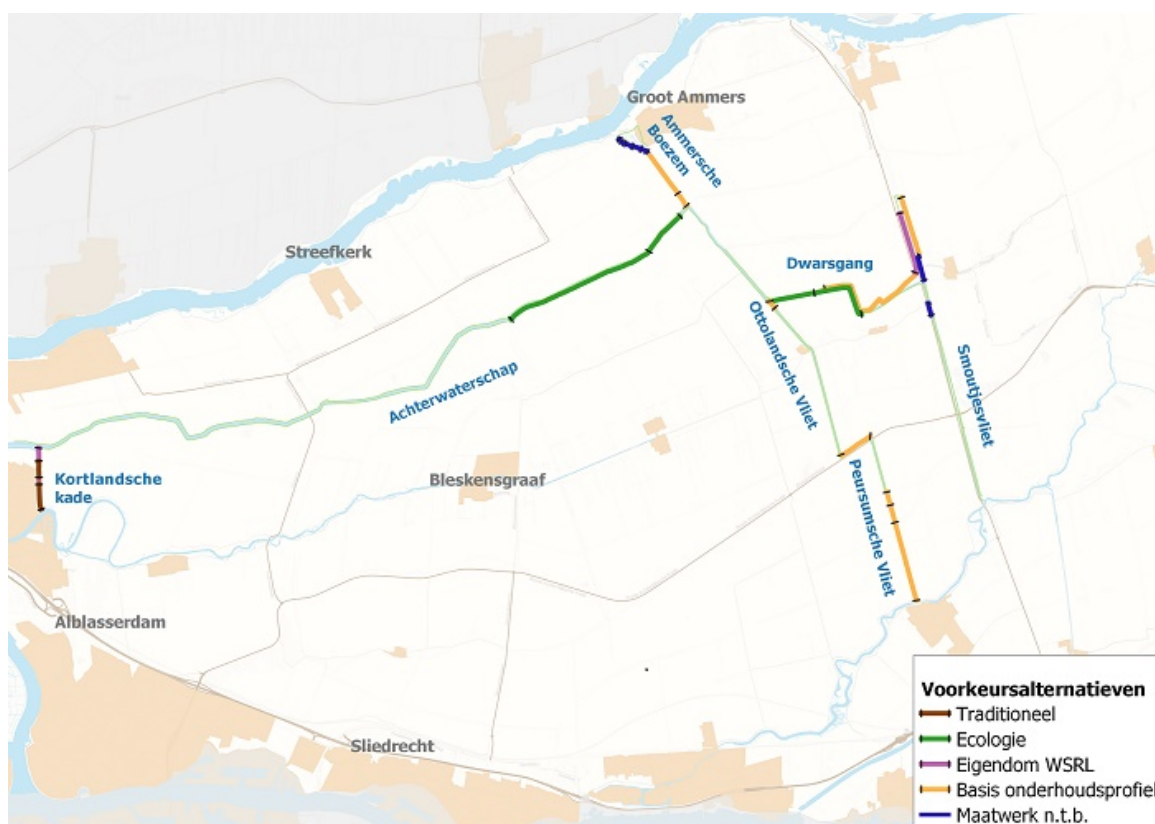 Groot Ammers
Ammersche
Boezem
Streefkerk
Dwarsgang
Ottolandsche Vliet
Smoutjesvliet
Achterwaterschap
Kortlandsche
kade
Bleskensgraaf
Peursumsche Vliet
Alblasserdam
Sliedrecht
Voorkeursalternatieven
Traditioneel
Ecologie
Eigendom WSRL
Basis onderhoudsprofiel
Maatwerk n.t.b.